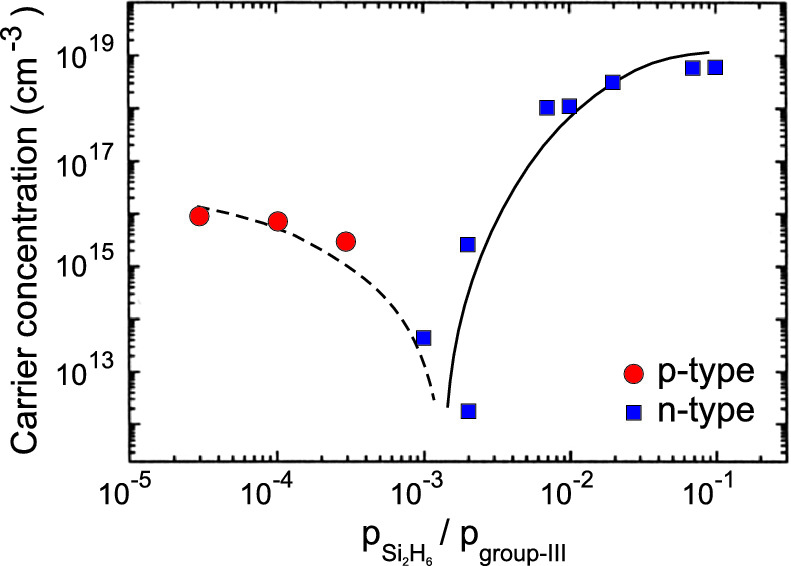 Carrier concentration (cm⁻³)
10¹⁹
10¹⁷
10¹⁵
10¹³
p-type
n-type
10⁻⁵ 10⁻⁴ 10⁻³ 10⁻² 10⁻¹
p_Si₂H₆ / p_group-III